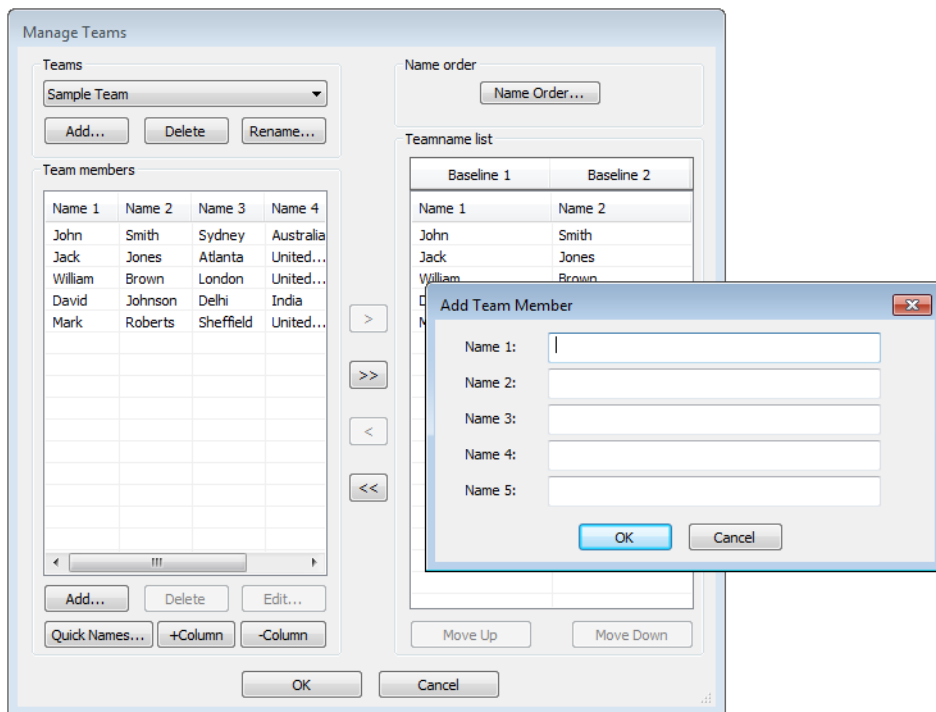 Manage Teams
Teams
Sample Team
Add... Delete Rename...
Team members
Name 1 Name 2 Name 3 Name 4
John Smith Sydney Australia
Jack Jones Atlanta United...
William Brown London United...
David Johnson Delhi India
Mark Roberts Sheffield United...
Add... Delete Edit...
Quick Names... +Column -Column
>
>>
<
<<
Name order
Name Order...
Teamname list
Baseline 1 Baseline 2
Name 1 Name 2
John Smith
Jack Jones
William Brown
Move Up Move Down
OK Cancel
Add Team Member
Name 1:
Name 2:
Name 3:
Name 4:
Name 5:
OK Cancel